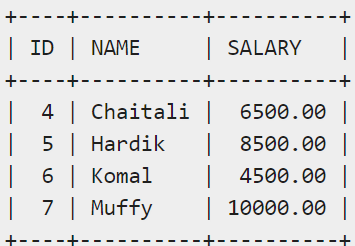 +----+----------+----------+
| ID | NAME     | SALARY   |
+----+----------+----------+
|  4 | Chaitali |  6500.00 |
|  5 | Hardik   |  8500.00 |
|  6 | Komal    |  4500.00 |
|  7 | Muffy    | 10000.00 |
+----+----------+----------+